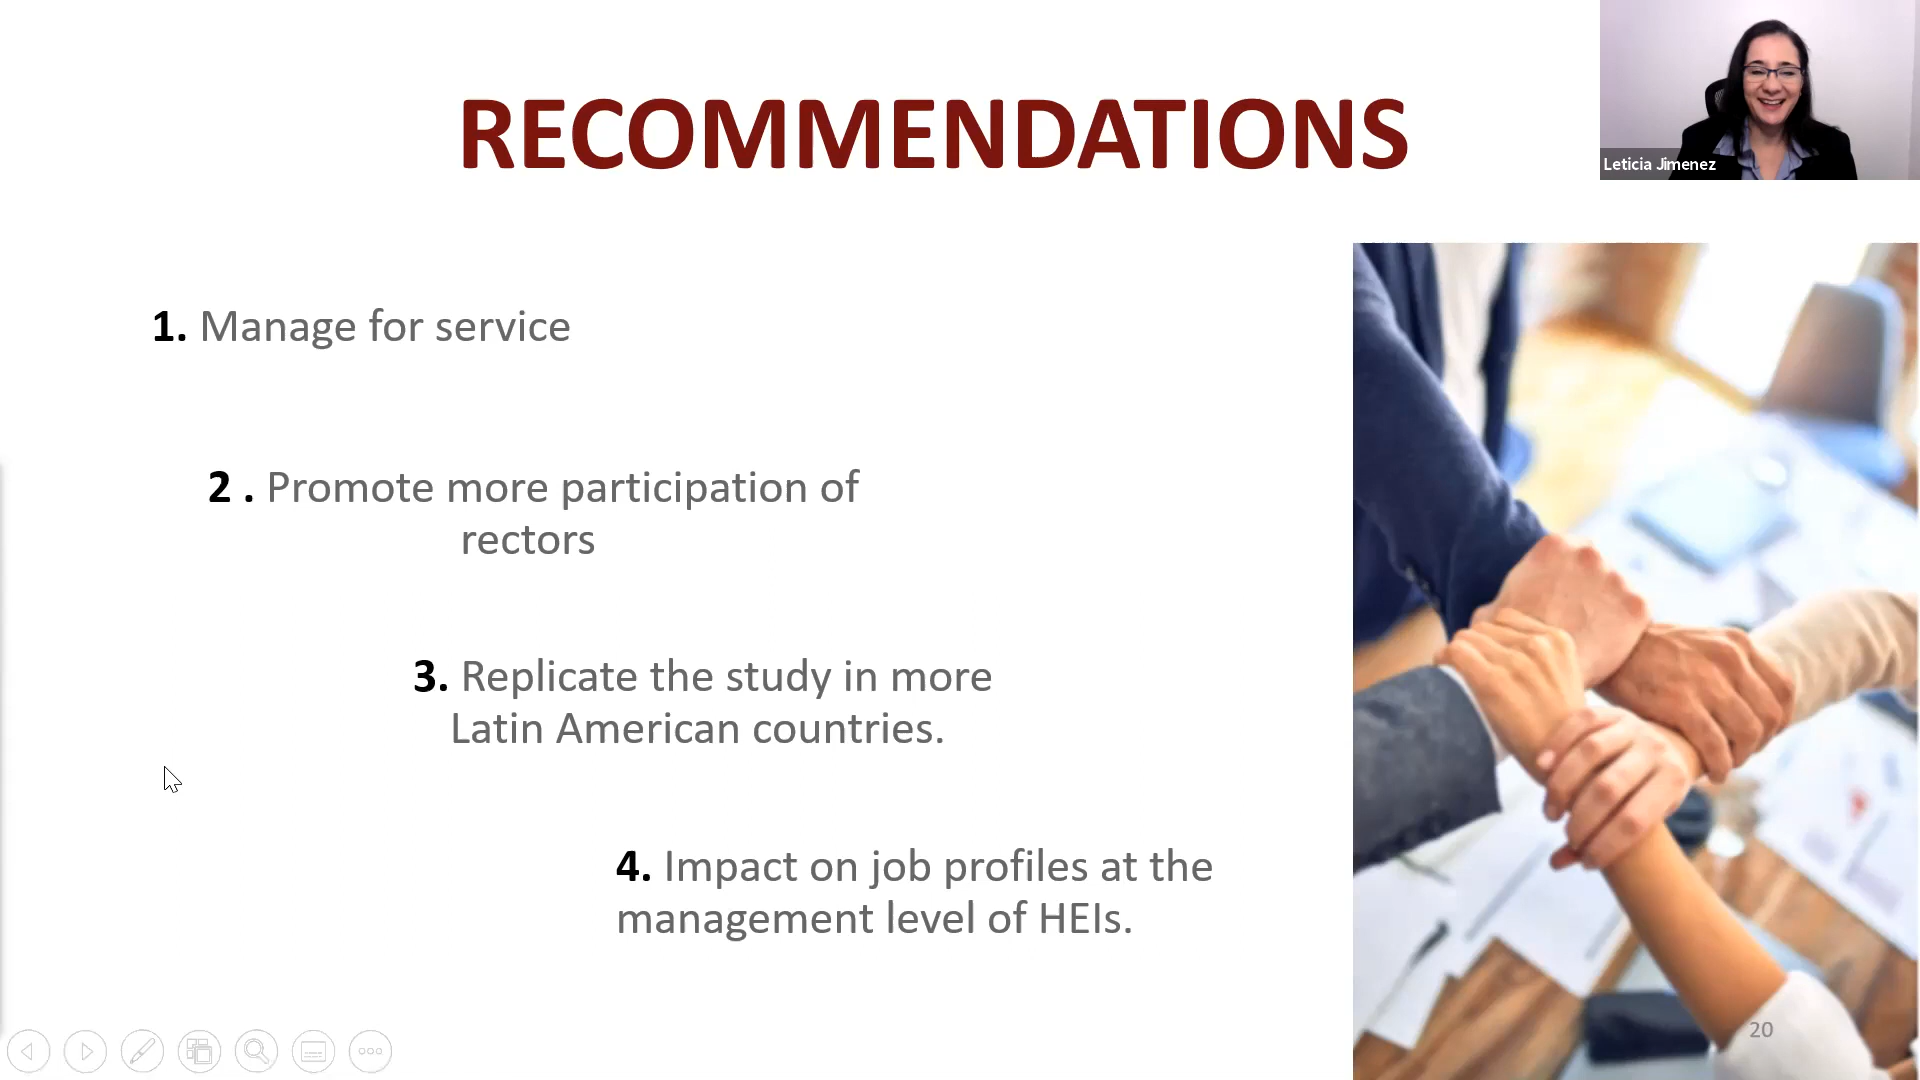 RECOMMENDATIONS
Leticia Jimenez
1. Manage for service
2 . Promote more participation of
rectors
3. Replicate the study in more
Latin American countries.
4. Impact on job profiles at the
management level of HEIs.
20